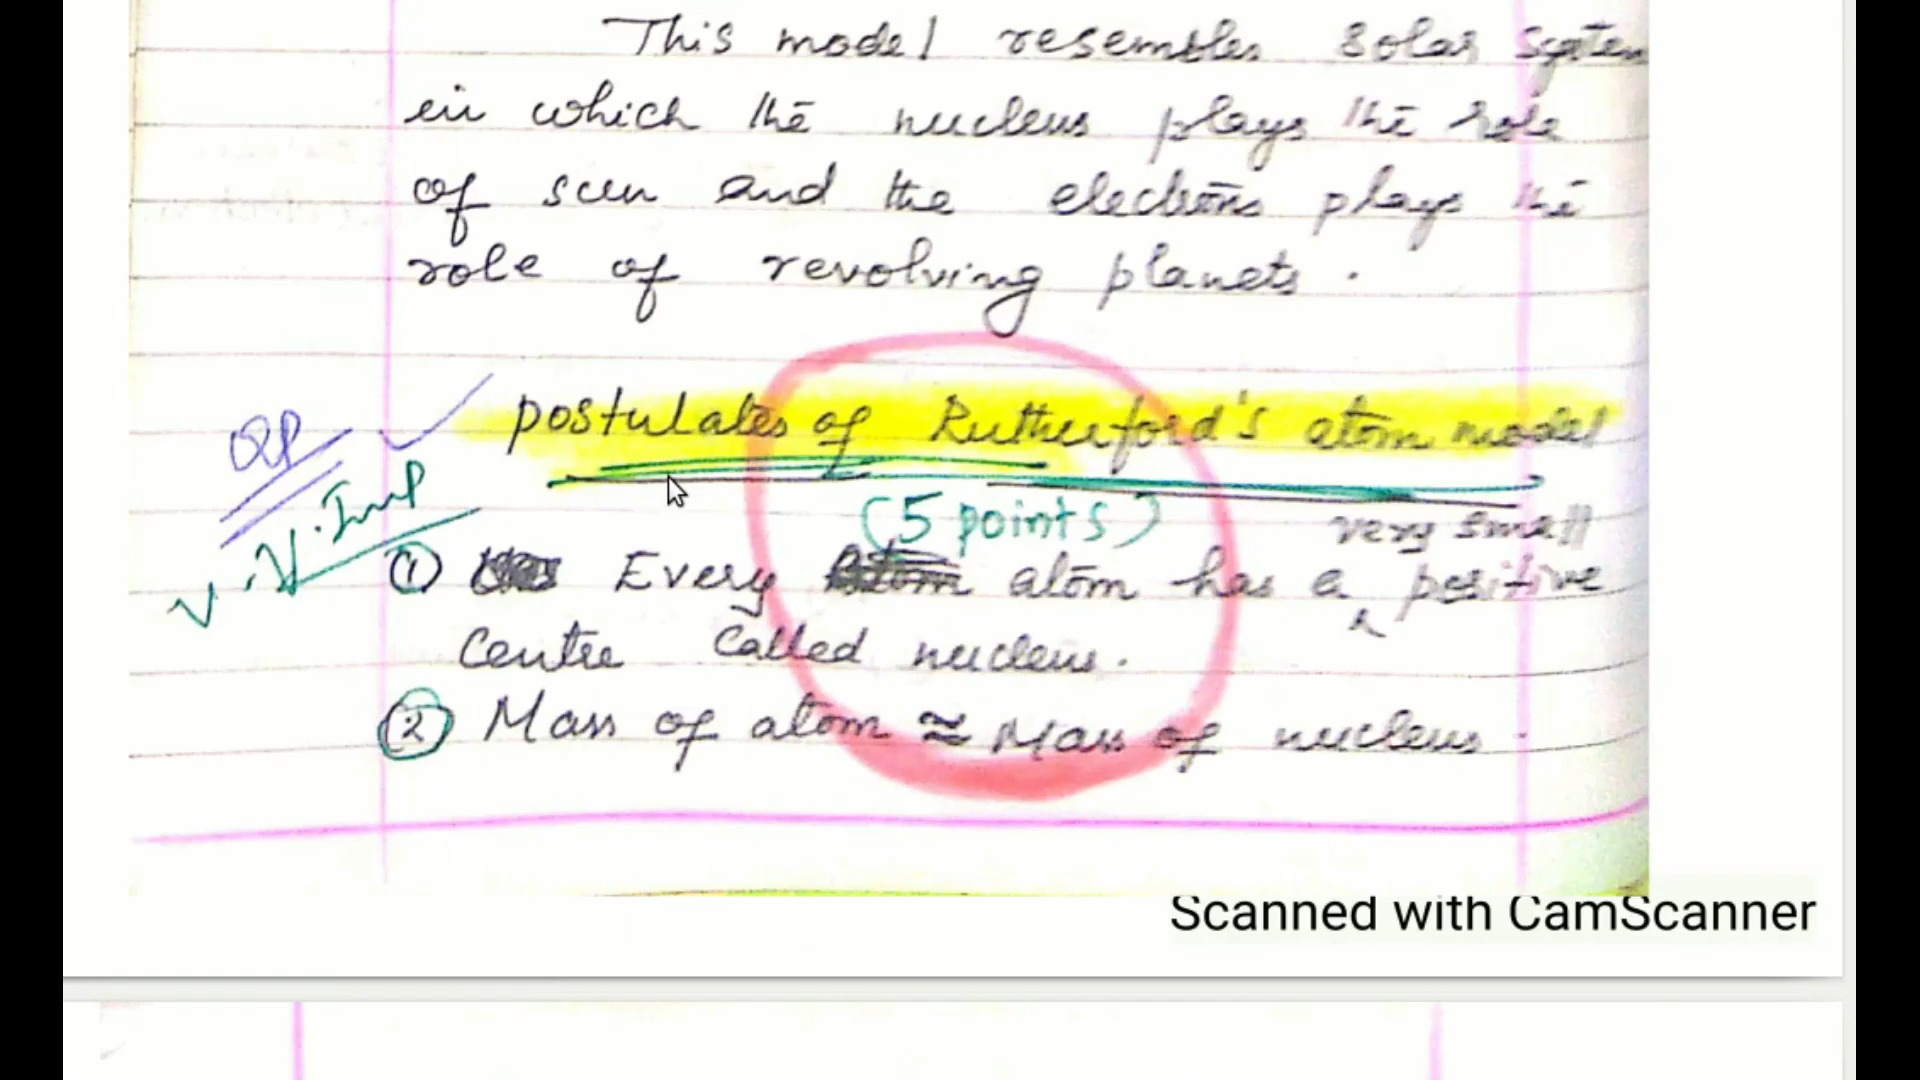 This model resembles solar system
in which the nucleus plays the role
of sun and the electrons plays the
role of revolving planets.
QP
postulates of Rutherford's atom model
V.V.Imp
(5 points)
very small
① Every atom has a ^ positive
Centre Called nucleus.
② Mass of atom ≈ Mass of nucleus.
Scanned with CamScanner